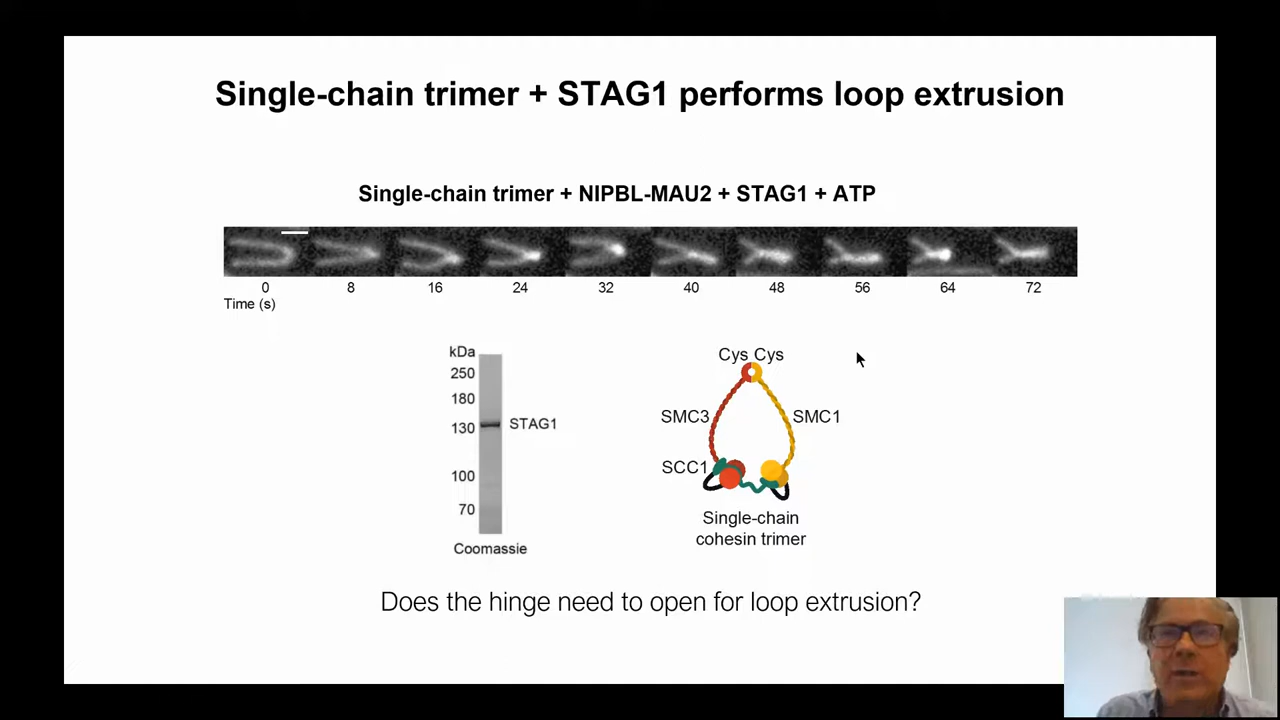 Single-chain trimer + STAG1 performs loop extrusion
Single-chain trimer + NIPBL-MAU2 + STAG1 + ATP
0 8 16 24 32 40 48 56 64 72
Time (s)
kDa
250
180
130
100
70
STAG1
Coomassie
Cys Cys
SMC3 SMC1
SCC1
Single-chain
cohesin trimer
Does the hinge need to open for loop extrusion?